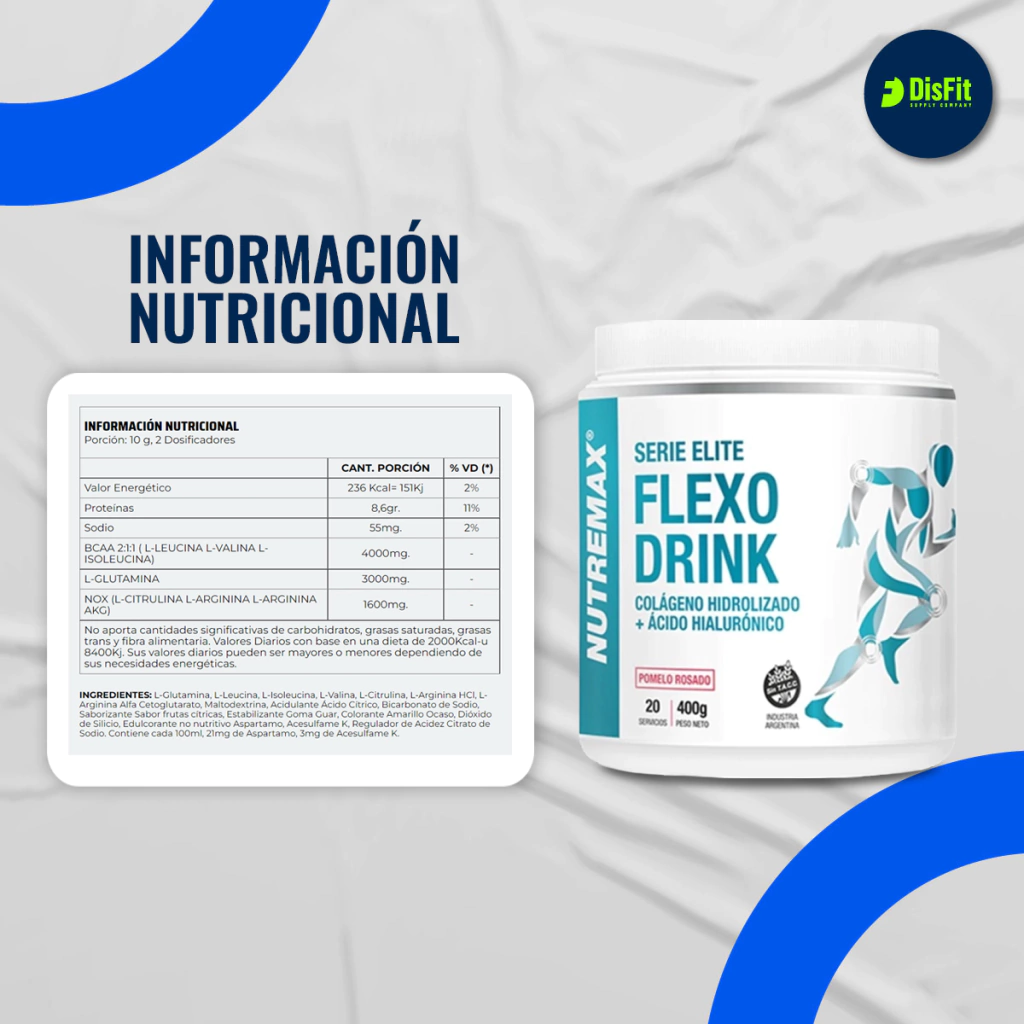 DisFit
SUPPLY COMPANY
INFORMACIÓN
NUTRICIONAL
INFORMACIÓN NUTRICIONAL
Porción: 10 g, 2 Dosificadores
CANT. PORCIÓN % VD (*)
Valor Energético 236 Kcal= 151Kj 2%
Proteínas 8,6gr. 11%
Sodio 55mg. 2%
BCAA 2:1:1 ( L-LEUCINA L-VALINA L-
ISOLEUCINA) 4000mg. -
L-GLUTAMINA 3000mg. -
NOX (L-CITRULINA L-ARGININA L-ARGININA
AKG) 1600mg. -
No aporta cantidades significativas de carbohidratos, grasas saturadas, grasas
trans y fibra alimentaria. Valores Diarios con base en una dieta de 2000Kcal-u
8400Kj. Sus valores diarios pueden ser mayores o menores dependiendo de
sus necesidades energéticas.
INGREDIENTES: L-Glutamina, L-Leucina, L-Isoleucina, L-Valina, L-Citrulina, L-Arginina HCl, L-
Arginina Alfa Cetoglutarato, Maltodextrina, Acidulante Ácido Cítrico, Bicarbonato de Sodio,
Saborizante Sabor frutas cítricas, Estabilizante Goma Guar, Colorante Amarillo Ocaso, Dióxido
de Silicio, Edulcorante no nutritivo Aspartamo, Acesulfame K, Regulador de Acidez Citrato de
Sodio. Contiene cada 100ml, 21mg de Aspartamo, 3mg de Acesulfame K.
NUTREMAX®
SERIE ELITE
FLEXO
DRINK
COLÁGENO HIDROLIZADO
+ ÁCIDO HIALURÓNICO
POMELO ROSADO
20 400g
SERVICIOS PESO NETO
Sin T.A.C.C.
INDUSTRIA
ARGENTINA